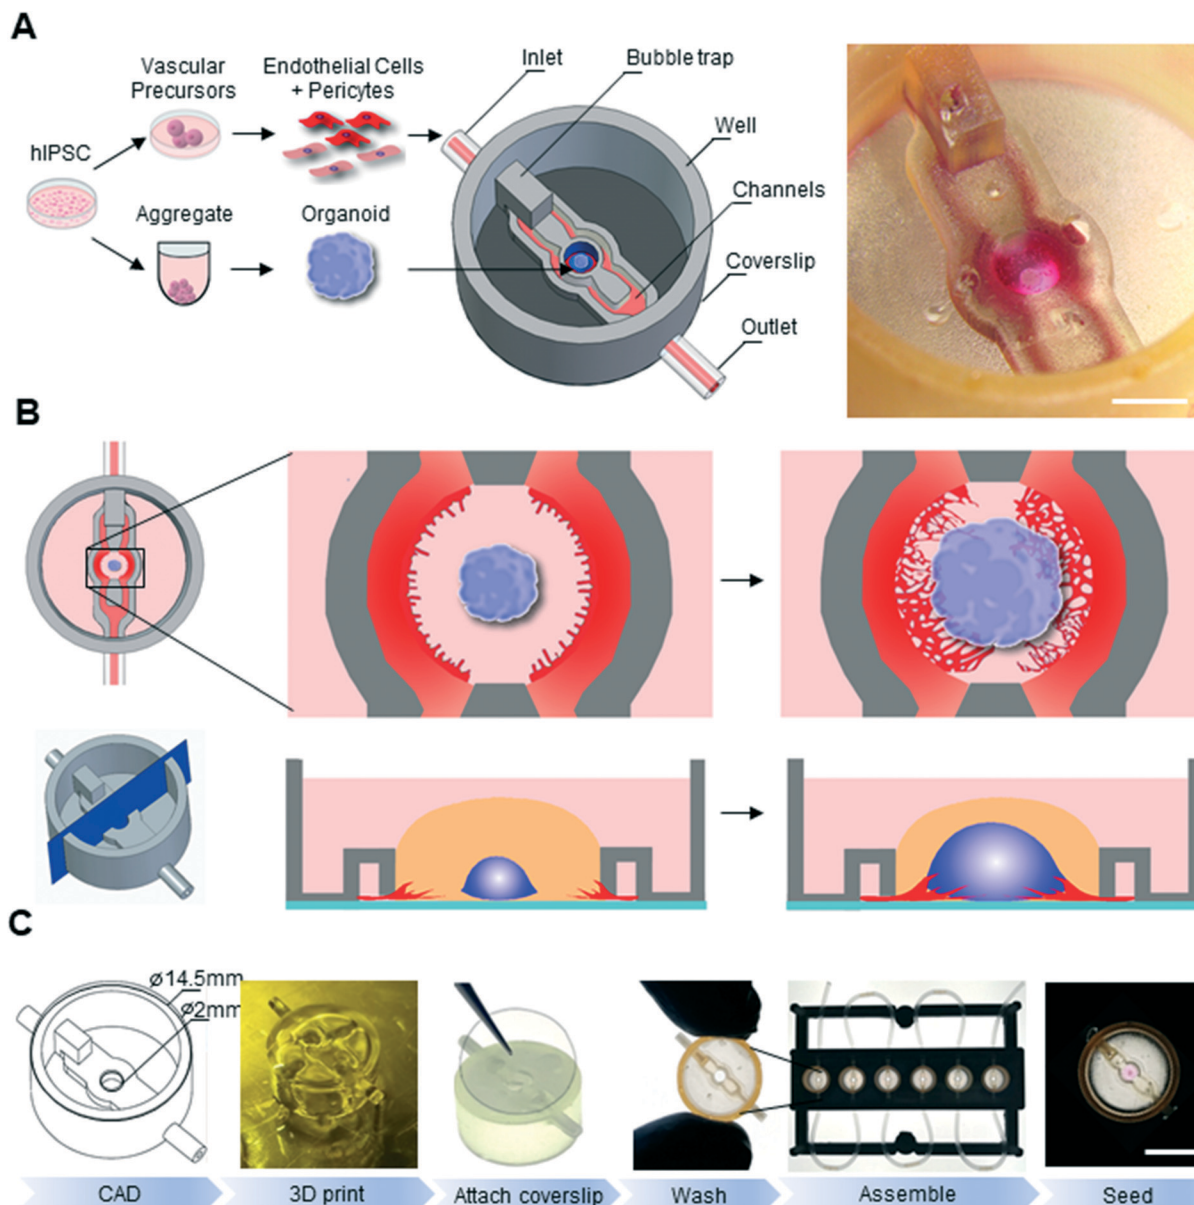 A
Vascular
Precursors
Endothelial Cells
+ Pericytes
Inlet
Bubble trap
Well
hIPSC
Channels
Aggregate
Organoid
Coverslip
Outlet
B
C
ø14.5mm
ø2mm
CAD
3D print
Attach coverslip
Wash
Assemble
Seed